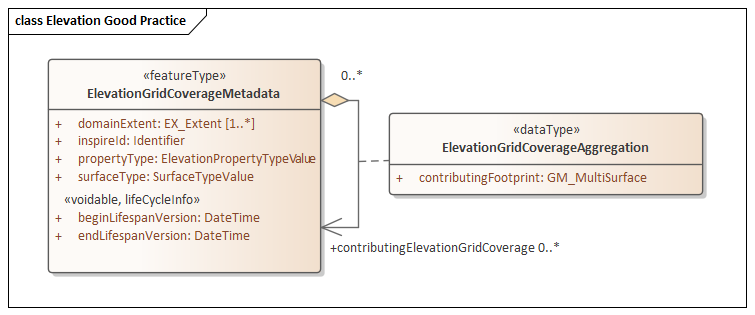 class Elevation Good Practice
«featureType»
ElevationGridCoverageMetadata
+ domainExtent: EX_Extent [1..*]
+ inspireId: Identifier
+ propertyType: ElevationPropertyTypeValue
+ surfaceType: SurfaceTypeValue
«voidable, lifeCycleInfo»
+ beginLifespanVersion: DateTime
+ endLifespanVersion: DateTime
0..*
«dataType»
ElevationGridCoverageAggregation
+ contributingFootprint: GM_MultiSurface
+contributingElevationGridCoverage 0..*